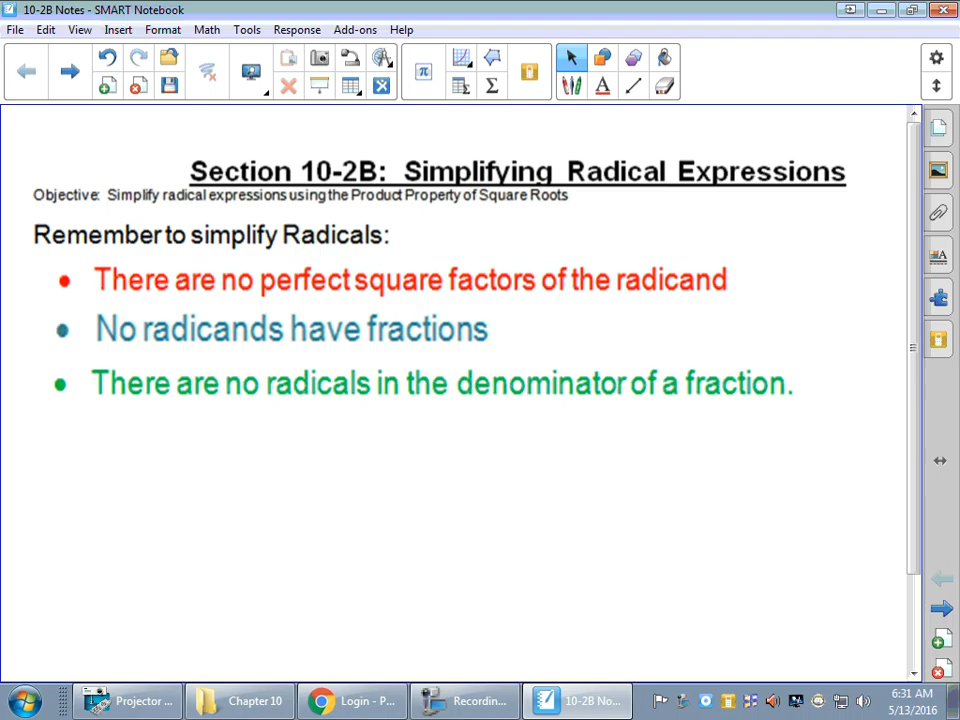 10-2B Notes - SMART Notebook
File Edit View Insert Format Math Tools Response Add-ons Help
Section 10-2B: Simplifying Radical Expressions
Objective: Simplify radical expressions using the Product Property of Square Roots
Remember to simplify Radicals:
• There are no perfect square factors of the radicand
• No radicands have fractions
• There are no radicals in the denominator of a fraction.
Projector ... Chapter 10 Login - P... Recordin... 10-2B No... 6:31 AM
5/13/2016